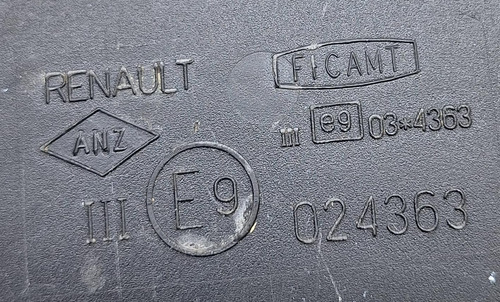 RENAULT FICAMT
ANZ III e9 03*4363
III E9 024363